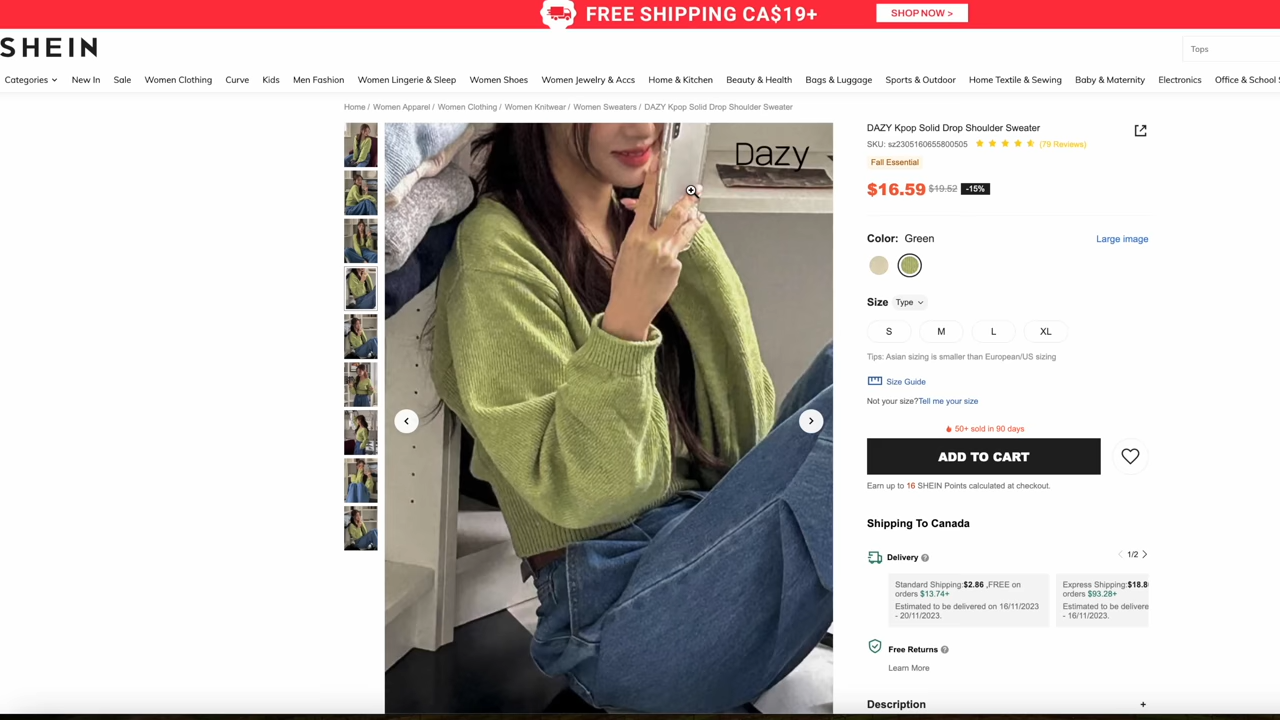 FREE SHIPPING CA$19+
SHOP NOW >
SHEIN
Tops
Categories New In Sale Women Clothing Curve Kids Men Fashion Women Lingerie & Sleep Women Shoes Women Jewelry & Accs Home & Kitchen Beauty & Health Bags & Luggage Sports & Outdoor Home Textile & Sewing Baby & Maternity Electronics Office & School
Home / Women Apparel / Women Clothing / Women Knitwear / Women Sweaters / DAZY Kpop Solid Drop Shoulder Sweater
Dazy
DAZY Kpop Solid Drop Shoulder Sweater
SKU: sz2305160655800505 (79 Reviews)
Fall Essential
$16.59 $19.52 -15%
Color: Green Large image
Size Type
S M L XL
Tips: Asian sizing is smaller than European/US sizing
Size Guide
Not your size?Tell me your size
50+ sold in 90 days
ADD TO CART
Earn up to 16 SHEIN Points calculated at checkout.
Shipping To Canada
Delivery ? < 1/2 >
Standard Shipping:$2.86 ,FREE on
orders $13.74+
Estimated to be delivered on 16/11/2023
- 20/11/2023.
Express Shipping:$18.8
orders $93.28+
Estimated to be delivere
- 16/11/2023.
Free Returns ?
Learn More
Description +